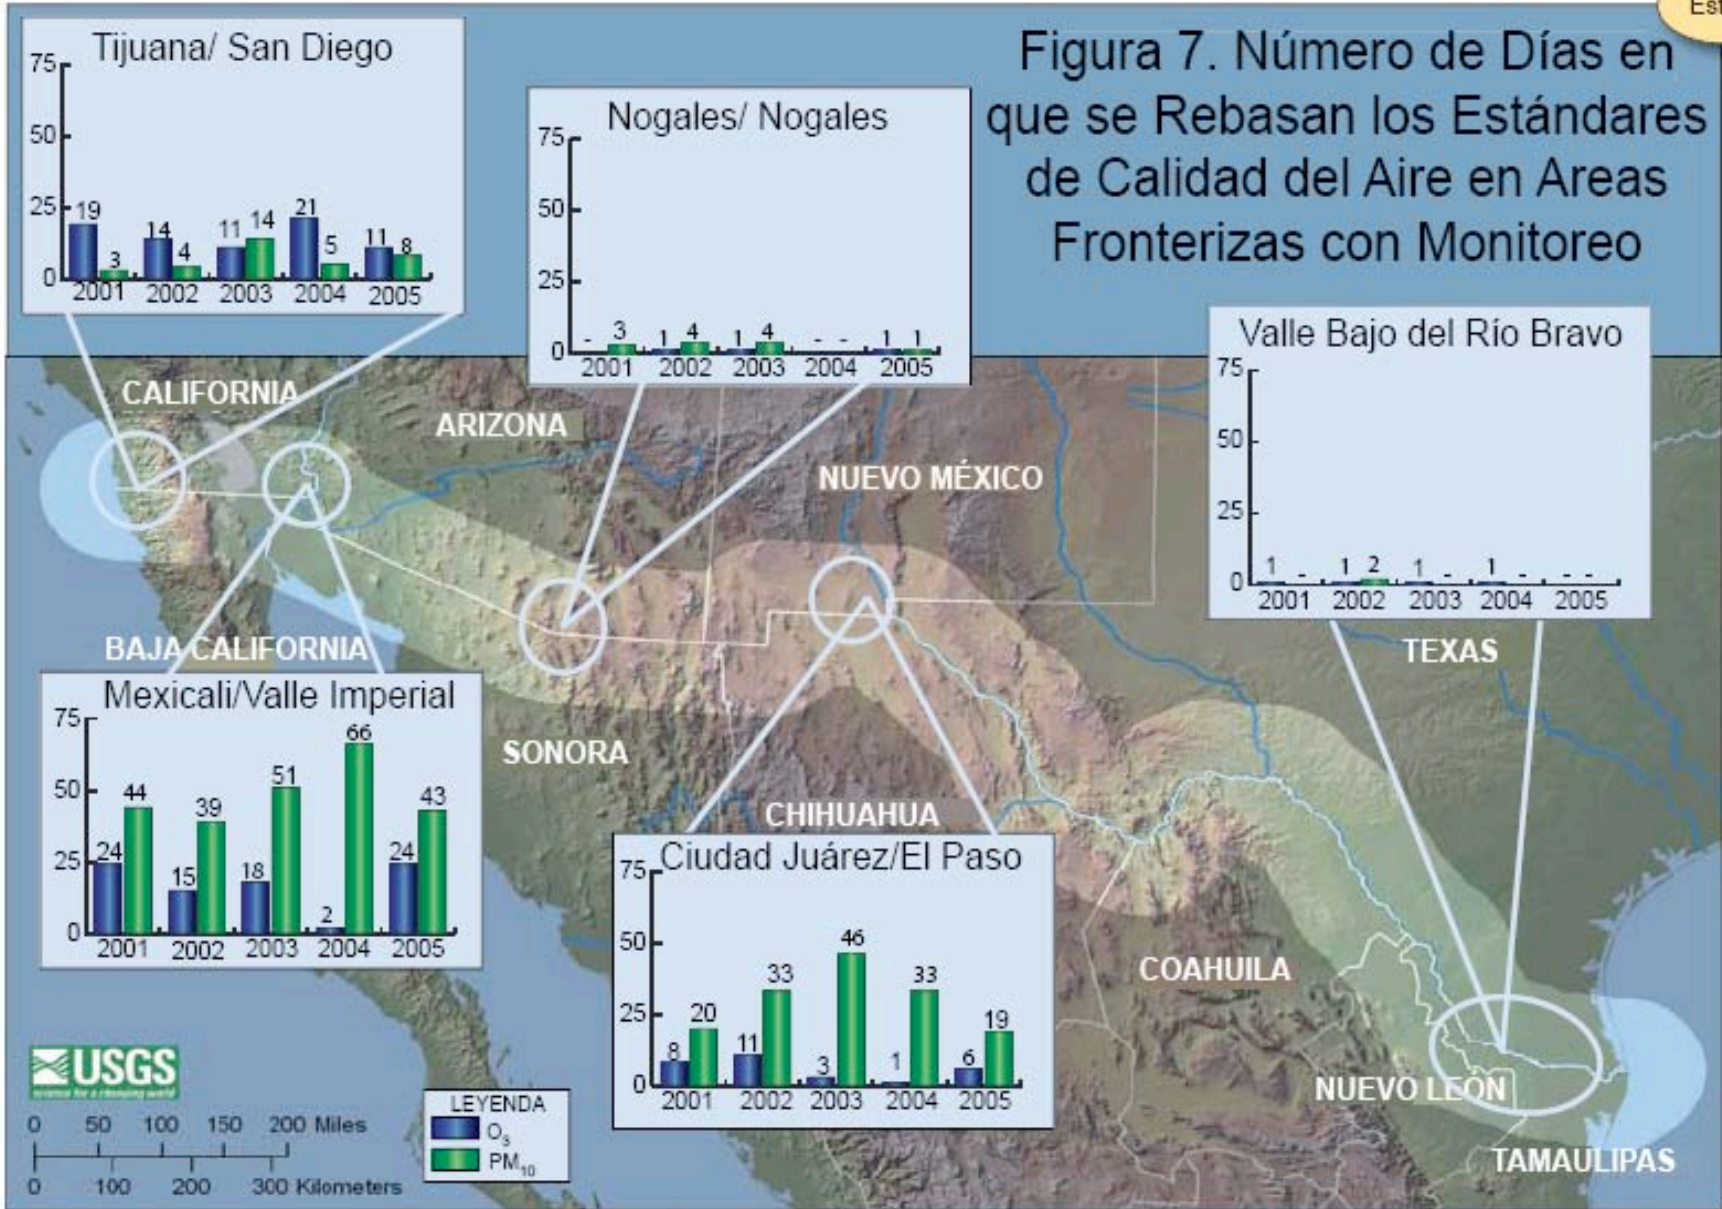 Est
Figura 7. Número de Días en
que se Rebasan los Estándares
de Calidad del Aire en Areas
Fronterizas con Monitoreo
Tijuana/ San Diego
75
50
25
0
19 3 14 4 11 14 21 5 11 8
2001 2002 2003 2004 2005
Nogales/ Nogales
75
50
25
0
- 3 1 4 1 4 - - 1 1
2001 2002 2003 2004 2005
Valle Bajo del Río Bravo
75
50
25
0
1 - 1 2 1 - 1 - - -
2001 2002 2003 2004 2005
CALIFORNIA
ARIZONA
NUEVO MÉXICO
TEXAS
BAJA CALIFORNIA
SONORA
CHIHUAHUA
COAHUILA
NUEVO LEÓN
TAMAULIPAS
Mexicali/Valle Imperial
75
50
25
0
24 44 15 39 18 51 2 66 24 43
2001 2002 2003 2004 2005
Ciudad Juárez/El Paso
75
50
25
0
8 20 11 33 3 46 1 33 6 19
2001 2002 2003 2004 2005
USGS
science for a changing world
0 50 100 150 200 Miles
0 100 200 300 Kilometers
LEYENDA
O₃
PM₁₀